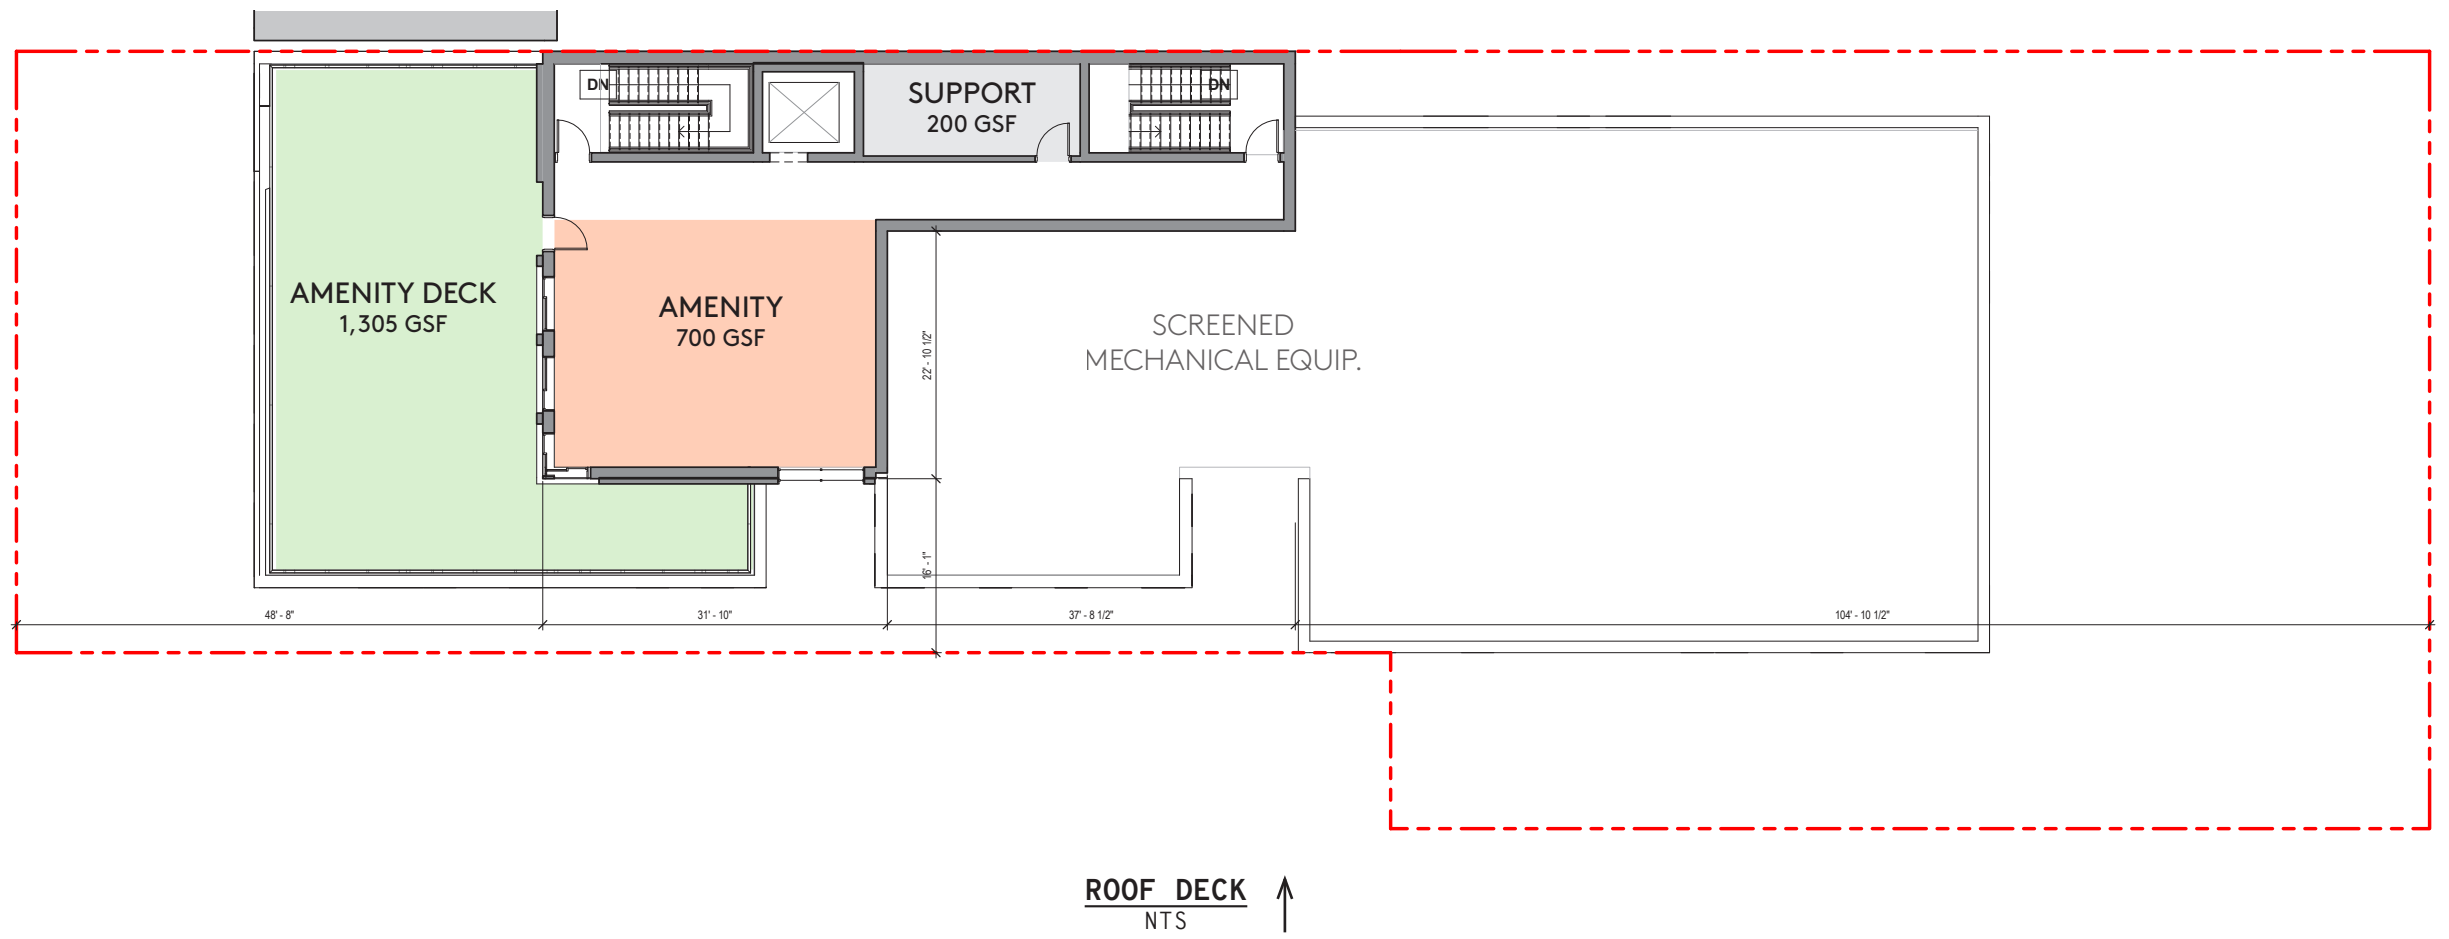 DN
SUPPORT
200 GSF
DN
AMENITY DECK
1,305 GSF
AMENITY
700 GSF
SCREENED
MECHANICAL EQUIP.
22' - 10 1/2"
16' - 1"
48' - 8"
31' - 10"
37' - 8 1/2"
104' - 10 1/2"
ROOF DECK
NTS